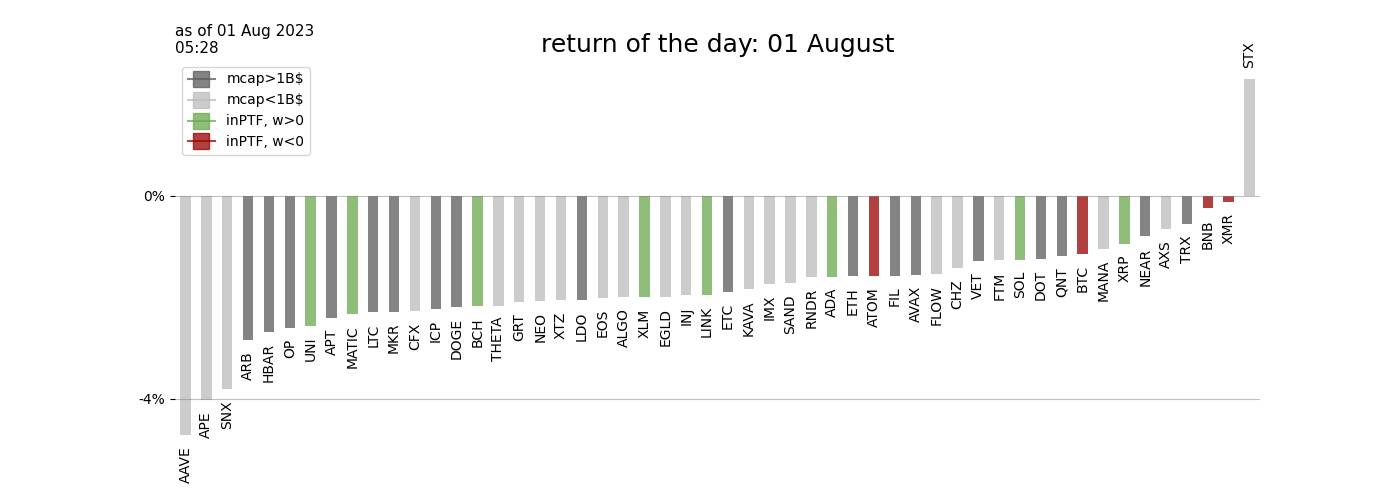 as of 01 Aug 2023
05:28
return of the day: 01 August
mcap>1B$
mcap<1B$
inPTF, w>0
inPTF, w<0
0%
-4%
AAVE
APE
SNX
ARB
HBAR
OP
UNI
APT
MATIC
LTC
MKR
CFX
ICP
DOGE
BCH
THETA
GRT
NEO
XTZ
LDO
EOS
ALGO
XLM
EGLD
INJ
LINK
ETC
KAVA
IMX
SAND
RNDR
ADA
ETH
ATOM
FIL
AVAX
FLOW
CHZ
VET
FTM
SOL
DOT
QNT
BTC
MANA
XRP
NEAR
AXS
TRX
BNB
XMR
STX